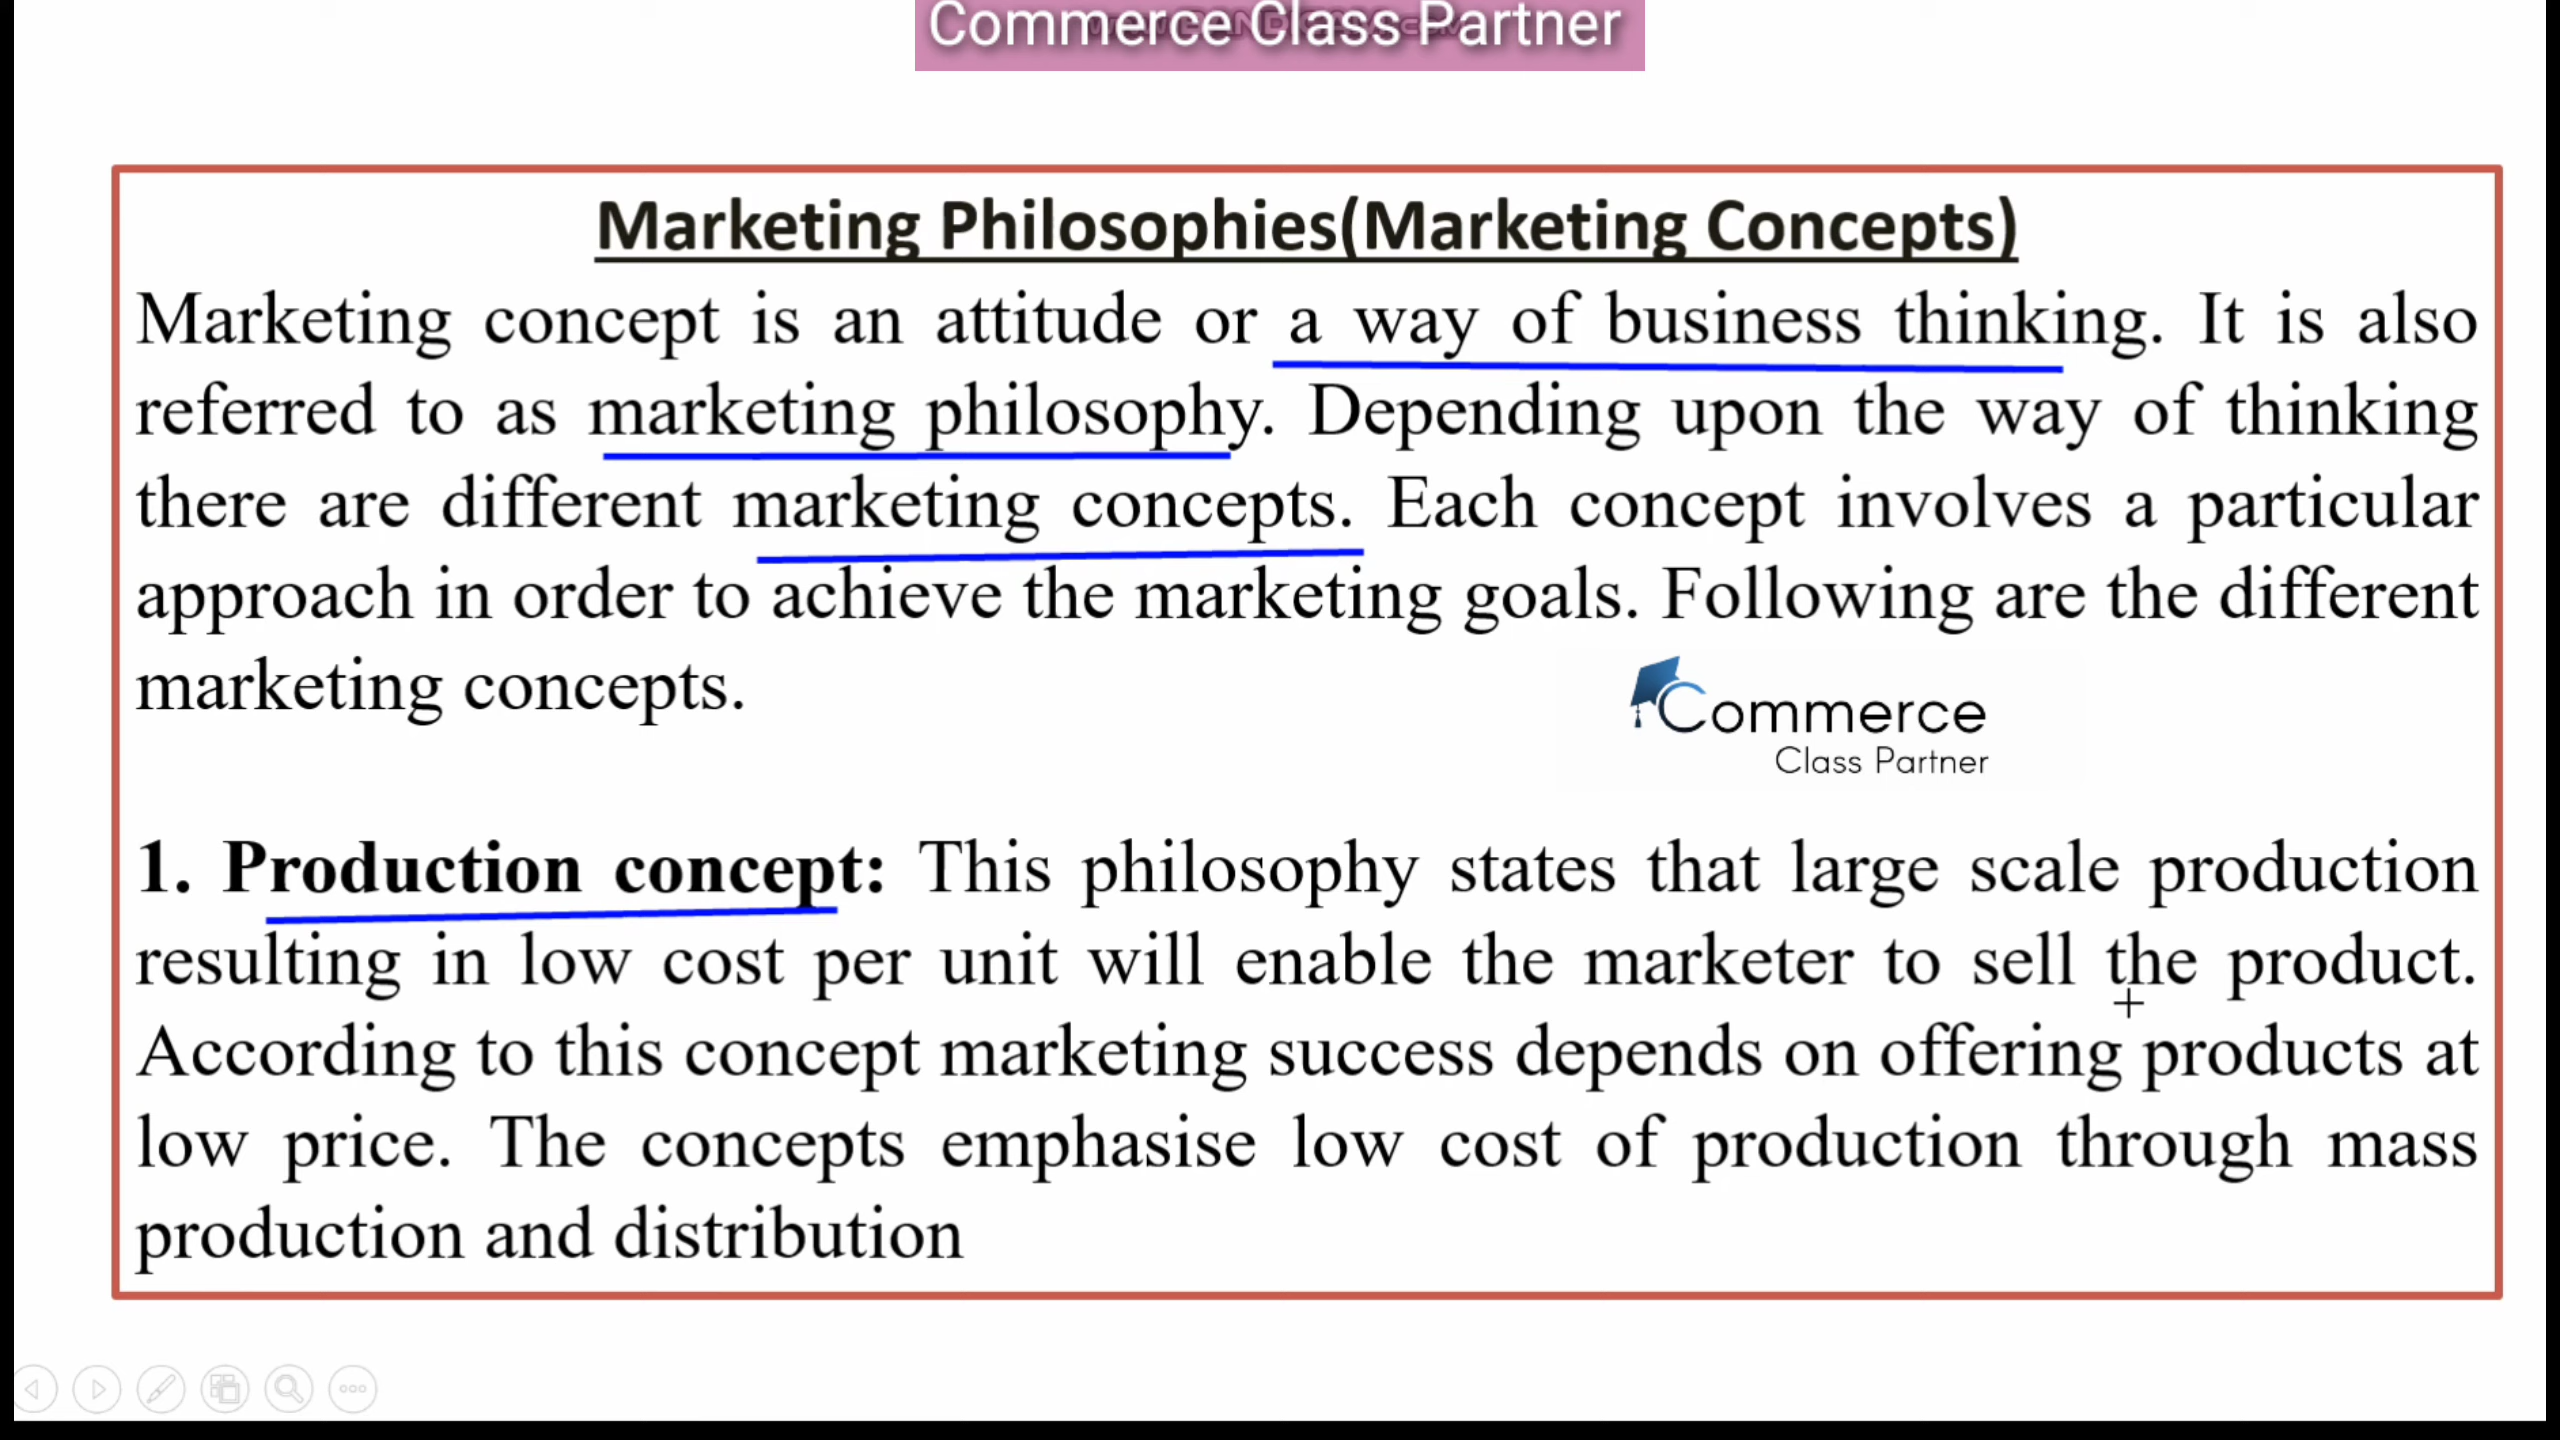 Commerce Class Partner
Marketing Philosophies(Marketing Concepts)
Marketing concept is an attitude or a way of business thinking. It is also
referred to as marketing philosophy. Depending upon the way of thinking
there are different marketing concepts. Each concept involves a particular
approach in order to achieve the marketing goals. Following are the different
marketing concepts.
Commerce
Class Partner
1. Production concept: This philosophy states that large scale production
resulting in low cost per unit will enable the marketer to sell the product.
According to this concept marketing success depends on offering products at
low price. The concepts emphasise low cost of production through mass
production and distribution